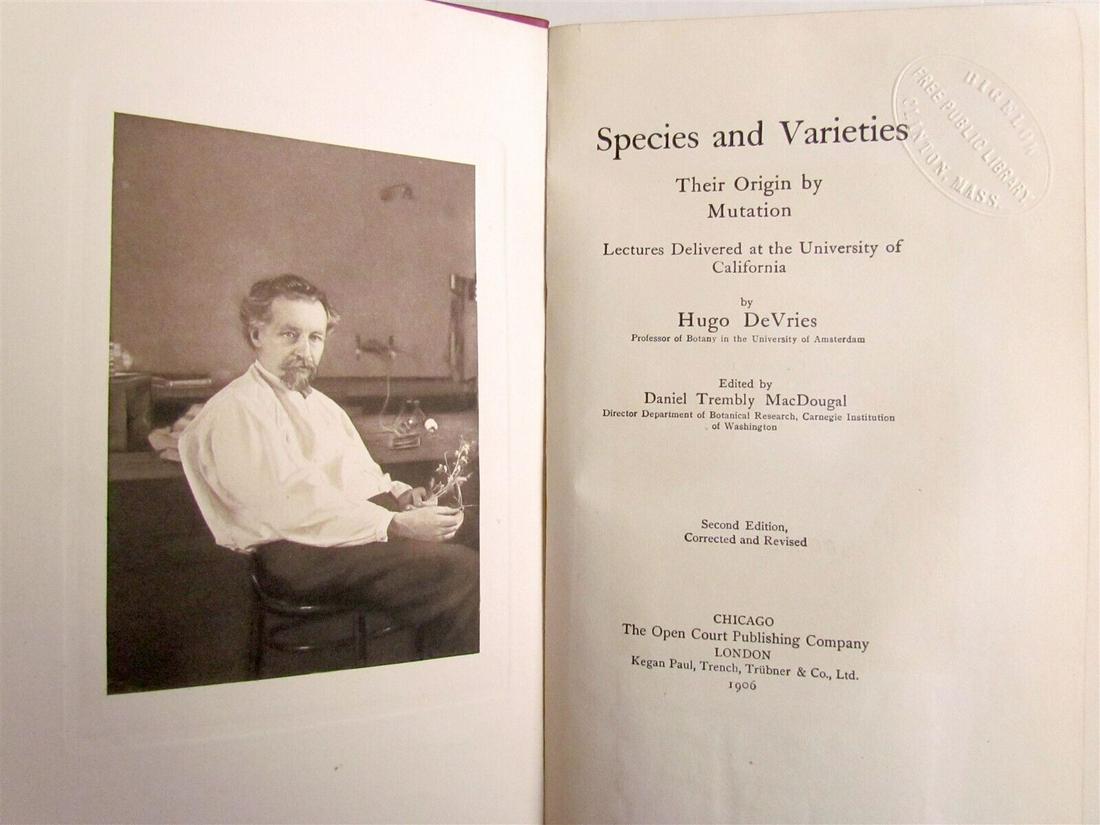 Species and Varieties
Their Origin by
Mutation
Lectures Delivered at the University of
California
by
Hugo DeVries
Professor of Botany in the University of Amsterdam
Edited by
Daniel Trembly MacDougal
Director Department of Botanical Research, Carnegie Institution
of Washington
Second Edition,
Corrected and Revised
CHICAGO
The Open Court Publishing Company
LONDON
Kegan Paul, Trench, Trübner & Co., Ltd.
1906
BIGELOW
FREE PUBLIC LIBRARY
CLINTON, MASS.